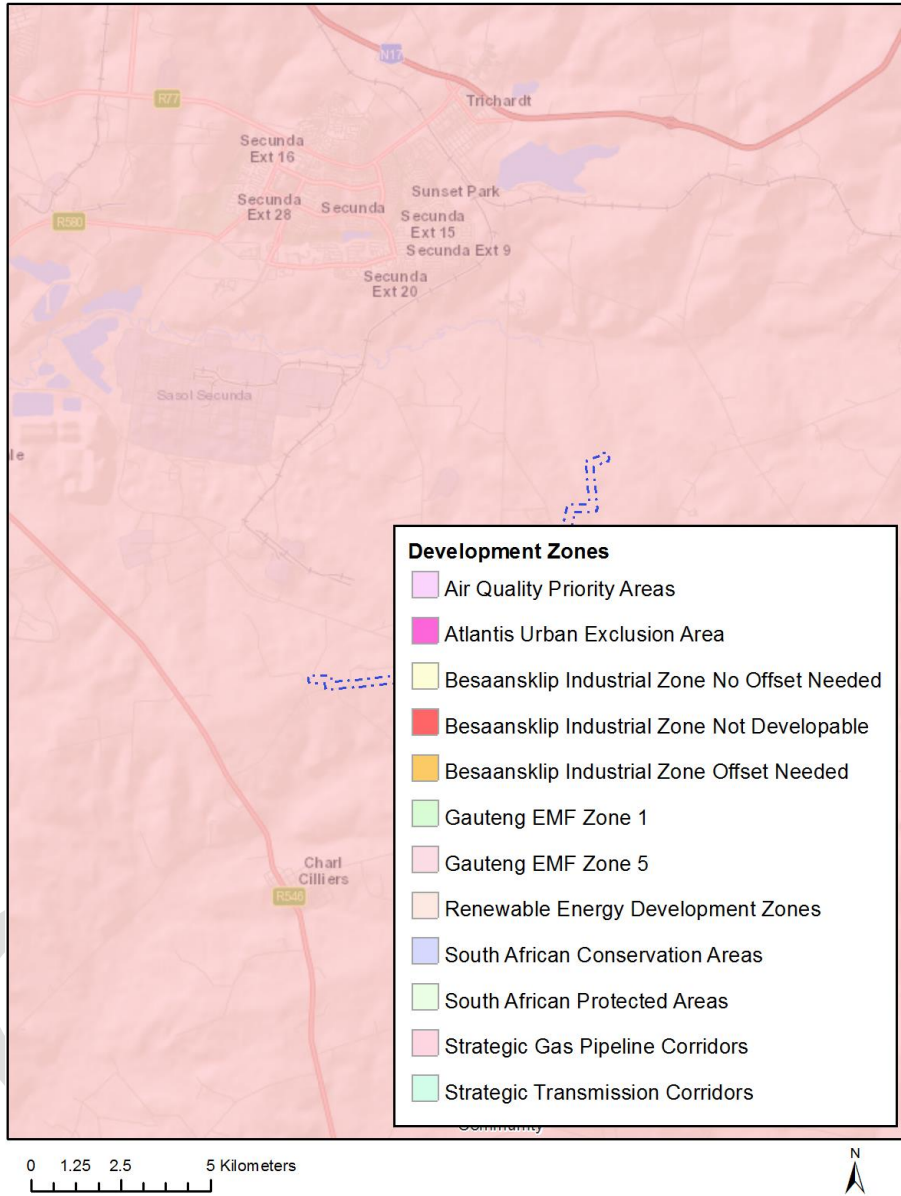 N17
R77
Trichardt
Secunda
Ext 16
Sunset Park
Secunda
Ext 28
Secunda
Secunda
Ext 15
R580
Secunda Ext 9
Secunda
Ext 20
Sasol Secunda
le
Development Zones
Air Quality Priority Areas
Atlantis Urban Exclusion Area
Besaansklip Industrial Zone No Offset Needed
Besaansklip Industrial Zone Not Developable
Besaansklip Industrial Zone Offset Needed
Gauteng EMF Zone 1
Gauteng EMF Zone 5
Renewable Energy Development Zones
South African Conservation Areas
South African Protected Areas
Strategic Gas Pipeline Corridors
Strategic Transmission Corridors
Charl
Cilliers
R546
0 1.25 2.5 5 Kilometers
N